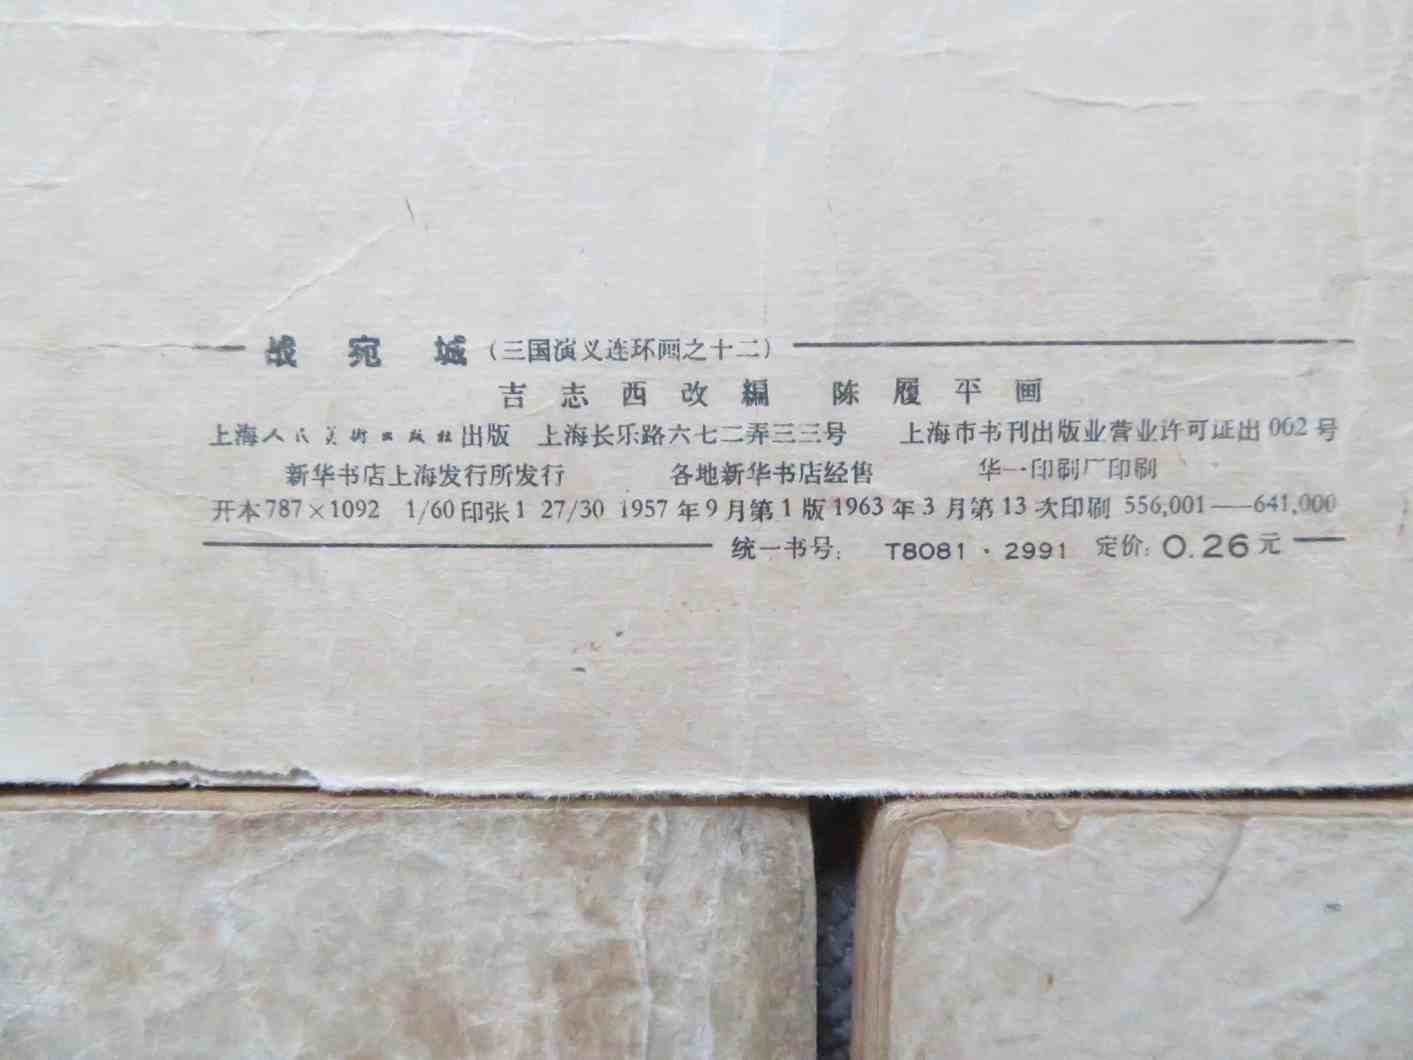 战宛城（三国演义连环画之十二）
吉志西改编 陈履平画
上海人民美術出版社出版 上海长乐路六七二弄三三号 上海市书刊出版业营业许可证出062号
新华书店上海发行所发行 各地新华书店经售 华一印刷厂印刷
开本787×1092 1/60印张1 27/30 1957年9月第1版1963年3月第13次印刷 556,001——641,000
统一书号：T8081·2991 定价：0.26元